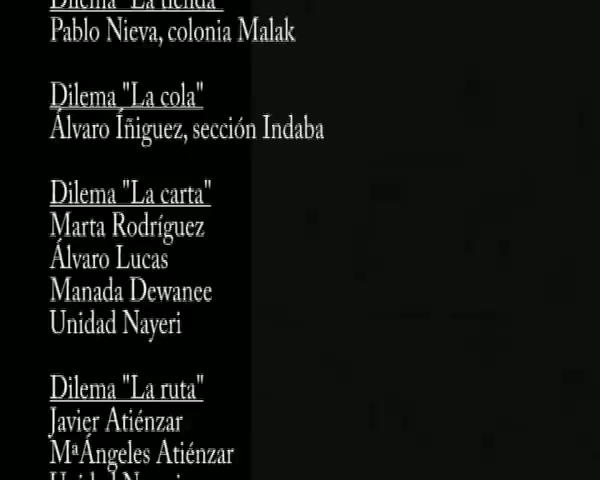 Dilema "La tienda"
Pablo Nieva, colonia Malak
Dilema "La cola"
Álvaro Íñiguez, sección Indaba
Dilema "La carta"
Marta Rodríguez
Álvaro Lucas
Manada Dewanee
Unidad Nayeri
Dilema "La ruta"
Javier Atiénzar
MªÁngeles Atiénzar